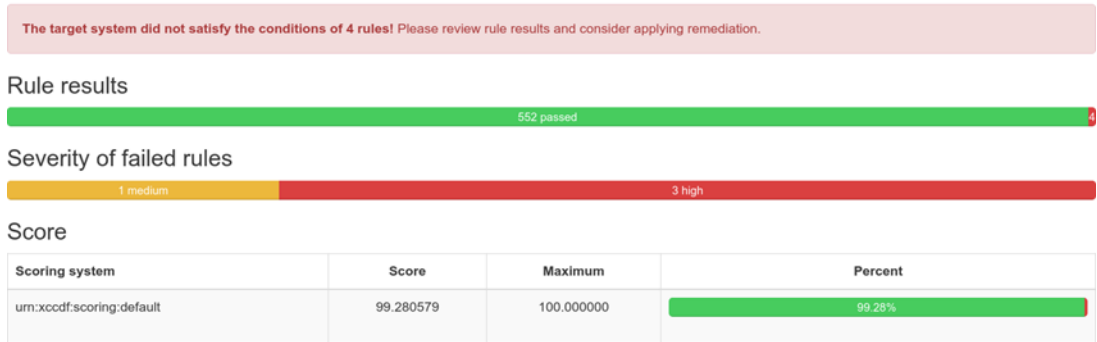 The target system did not satisfy the conditions of 4 rules! Please review rule results and consider applying remediation.
Rule results
552 passed
4
Severity of failed rules
1 medium
3 high
Score
Scoring system Score Maximum Percent
urn:xccdf:scoring:default 99.280579 100.000000 99.28%